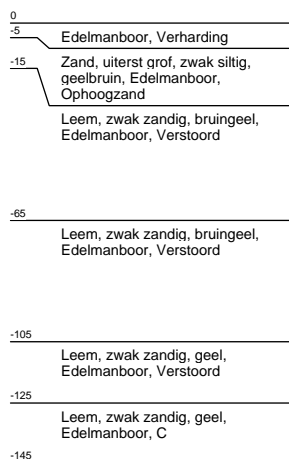 0
-5
Edelmanboor, Verharding
-15
Zand, uiterst grof, zwak siltig,
geelbruin, Edelmanboor,
Ophoogzand
Leem, zwak zandig, bruingeel,
Edelmanboor, Verstoord
-65
Leem, zwak zandig, bruingeel,
Edelmanboor, Verstoord
-105
Leem, zwak zandig, geel,
Edelmanboor, Verstoord
-125
Leem, zwak zandig, geel,
Edelmanboor, C
-145